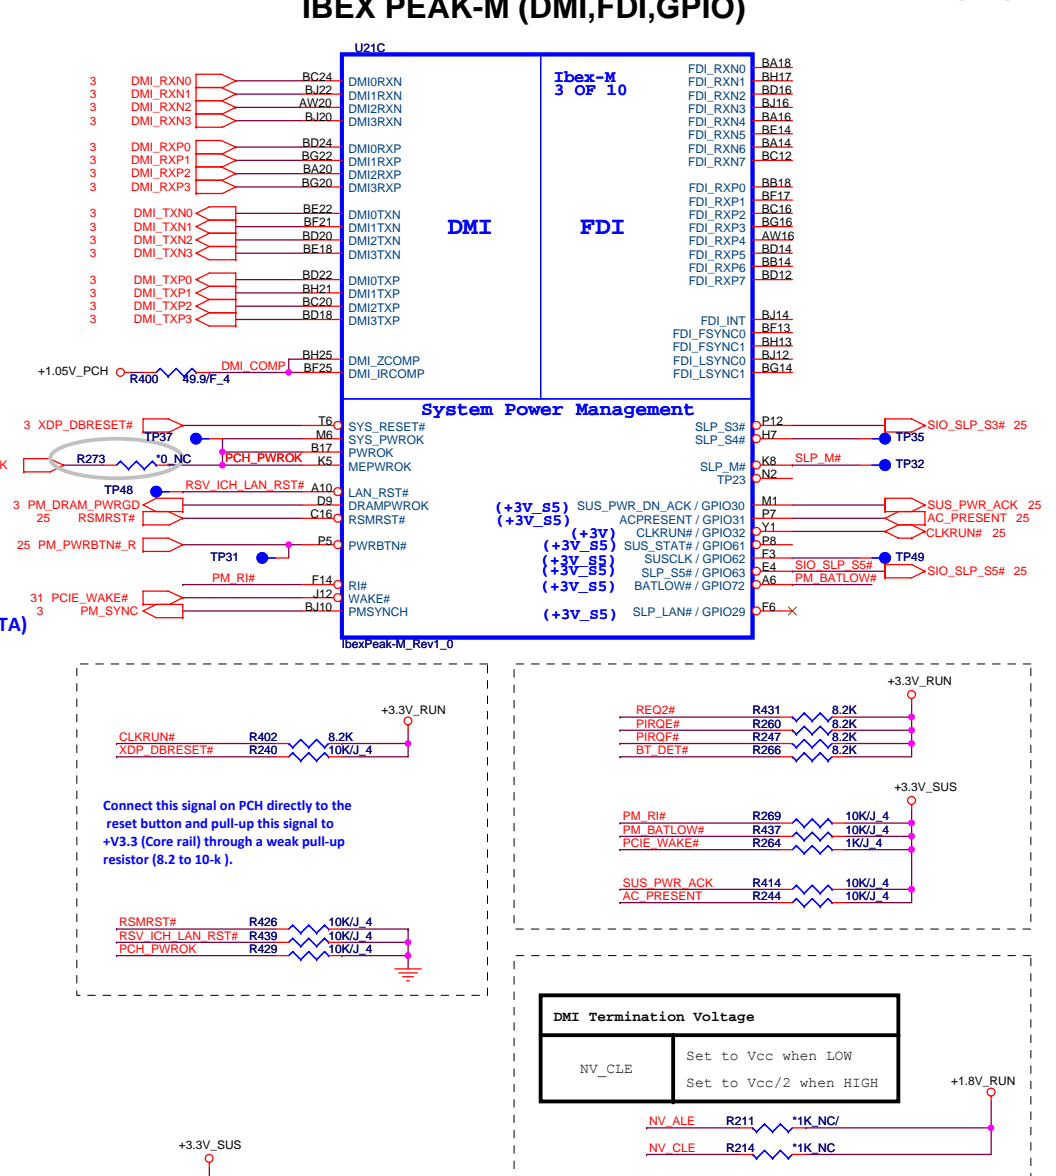 IBEX PEAK-M (DMI,FDI,GPIO)
U21C
Ibex-M
3 OF 10
DMI
FDI
3 DMI_RXN0 BC24 DMI0RXN
3 DMI_RXN1 BJ22 DMI1RXN
3 DMI_RXN2 AW20 DMI2RXN
3 DMI_RXN3 BJ20 DMI3RXN
3 DMI_RXP0 BD24 DMI0RXP
3 DMI_RXP1 BG22 DMI1RXP
3 DMI_RXP2 BA20 DMI2RXP
3 DMI_RXP3 BG20 DMI3RXP
3 DMI_TXN0 BE22 DMI0TXN
3 DMI_TXN1 BF21 DMI1TXN
3 DMI_TXN2 BD20 DMI2TXN
3 DMI_TXN3 BE18 DMI3TXN
3 DMI_TXP0 BD22 DMI0TXP
3 DMI_TXP1 BH21 DMI1TXP
3 DMI_TXP2 BC20 DMI2TXP
3 DMI_TXP3 BD18 DMI3TXP
+1.05V_PCH R400 49.9/F_4 DMI_COMP BH25 DMI_ZCOMP
BF25 DMI_IRCOMP
FDI_RXN0 BA18
FDI_RXN1 BH17
FDI_RXN2 BD16
FDI_RXN3 BJ16
FDI_RXN4 BA16
FDI_RXN5 BE14
FDI_RXN6 BA14
FDI_RXN7 BC12
FDI_RXP0 BB18
FDI_RXP1 BF17
FDI_RXP2 BC16
FDI_RXP3 BG16
FDI_RXP4 AW16
FDI_RXP5 BD14
FDI_RXP6 BB14
FDI_RXP7 BD12
FDI_INT BJ14
FDI_FSYNC0 BF13
FDI_FSYNC1 BH13
FDI_LSYNC0 BJ12
FDI_LSYNC1 BG14
System Power Management
3 XDP_DBRESET# T6 SYS_RESET#
TP37 M6 SYS_PWROK
B17 PWROK
K R273 *0_NC PCH_PWROK K5 MEPWROK
TP48 RSV_ICH_LAN_RST# A10 LAN_RST#
3 PM_DRAM_PWRGD D9 DRAMPWROK
25 RSMRST# C16 RSMRST#
25 PM_PWRBTN#_R P5 PWRBTN#
TP31
PM_RI# F14 RI#
31 PCIE_WAKE# J12 WAKE#
3 PM_SYNC BJ10 PMSYNCH
TA)
SLP_S3# P12 SIO_SLP_S3# 25
SLP_S4# H7 TP35
SLP_M# K8 SLP_M# TP32
TP23 N2
(+3V_S5) SUS_PWR_DN_ACK / GPIO30 M1 SUS_PWR_ACK 25
(+3V_S5) ACPRESENT / GPIO31 P7 AC_PRESENT 25
(+3V) CLKRUN# / GPIO32 Y1 CLKRUN# 25
(+3V_S5) SUS_STAT# / GPIO61 P8
(+3V_S5) SUSCLK / GPIO62 F3 TP49
(+3V_S5) SLP_S5# / GPIO63 E4 SIO_SLP_S5# SIO_SLP_S5# 25
(+3V_S5) BATLOW# / GPIO72 A6 PM_BATLOW#
(+3V_S5) SLP_LAN# / GPIO29 F6
IbexPeak-M_Rev1_0
+3.3V_RUN
CLKRUN# R402 8.2K
XDP_DBRESET# R240 10K/J_4
Connect this signal on PCH directly to the
reset button and pull-up this signal to
+V3.3 (Core rail) through a weak pull-up
resistor (8.2 to 10-k ).
RSMRST# R426 10K/J_4
RSV_ICH_LAN_RST# R439 10K/J_4
PCH_PWROK R429 10K/J_4
+3.3V_RUN
REQ2# R431 8.2K
PIRQE# R260 8.2K
PIRQF# R247 8.2K
BT_DET# R266 8.2K
+3.3V_SUS
PM_RI# R269 10K/J_4
PM_BATLOW# R437 10K/J_4
PCIE_WAKE# R264 1K/J_4
SUS_PWR_ACK R414 10K/J_4
AC_PRESENT R244 10K/J_4
DMI Termination Voltage
NV_CLE
Set to Vcc when LOW
Set to Vcc/2 when HIGH
+1.8V_RUN
NV_ALE R211 *1K_NC/
NV_CLE R214 *1K_NC
+3.3V_SUS